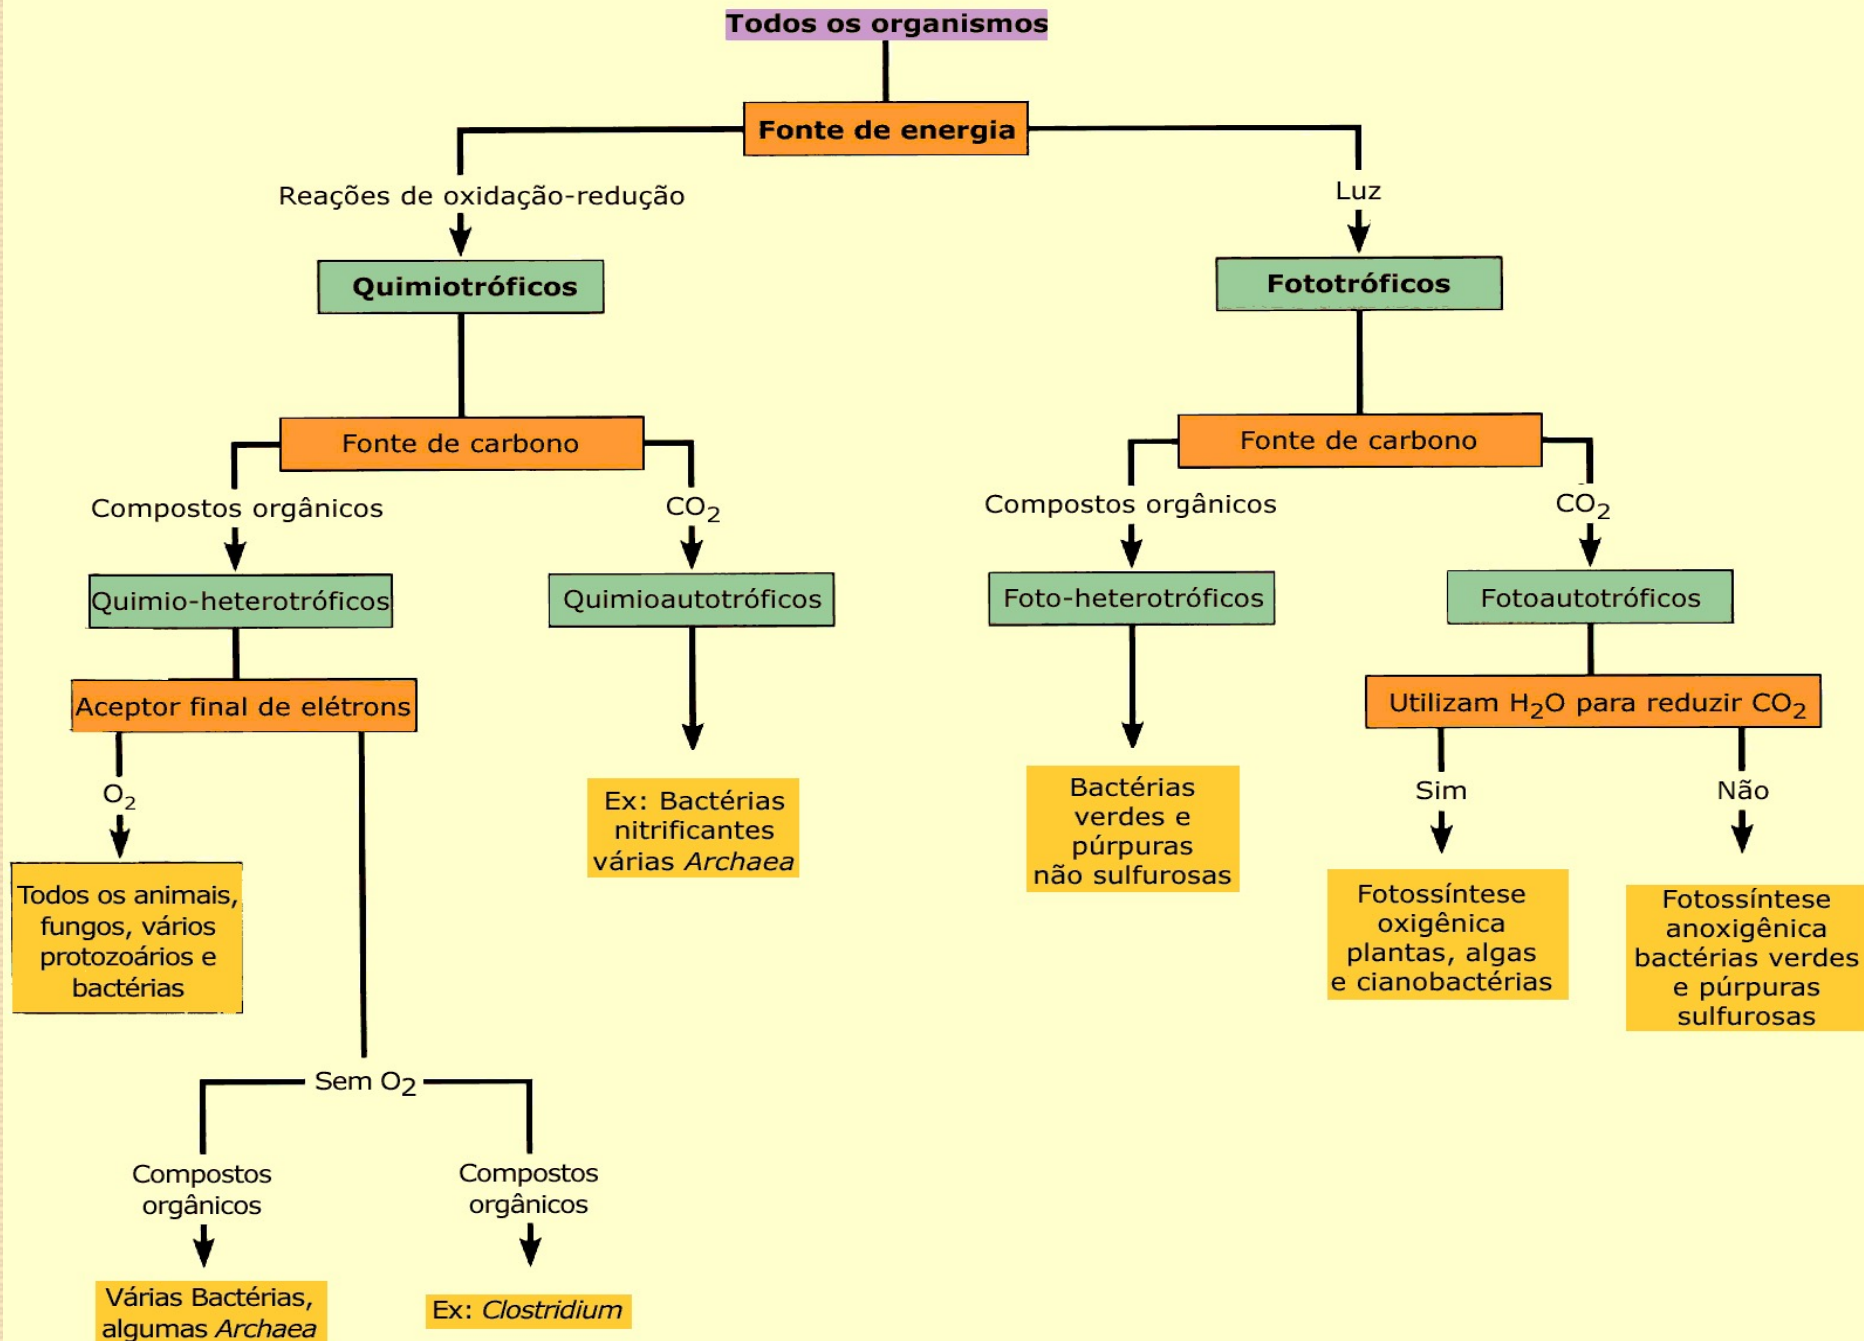 Todos os organismos
Fonte de energia
Reações de oxidação-redução
Luz
Quimiotróficos
Fototróficos
Fonte de carbono
Fonte de carbono
Compostos orgânicos
CO2
Compostos orgânicos
CO2
Quimio-heterotróficos
Quimioautotróficos
Foto-heterotróficos
Fotoautotróficos
Aceptor final de elétrons
Utilizam H2O para reduzir CO2
O2
Sim
Não
Todos os animais,
fungos, vários
protozoários e
bactérias
Ex: Bactérias
nitrificantes
várias Archaea
Bactérias
verdes e
púrpuras
não sulfurosas
Fotossíntese
oxigênica
plantas, algas
e cianobactérias
Fotossíntese
anoxigênica
bactérias verdes
e púrpuras
sulfurosas
Sem O2
Compostos
orgânicos
Compostos
orgânicos
Várias Bactérias,
algumas Archaea
Ex: Clostridium